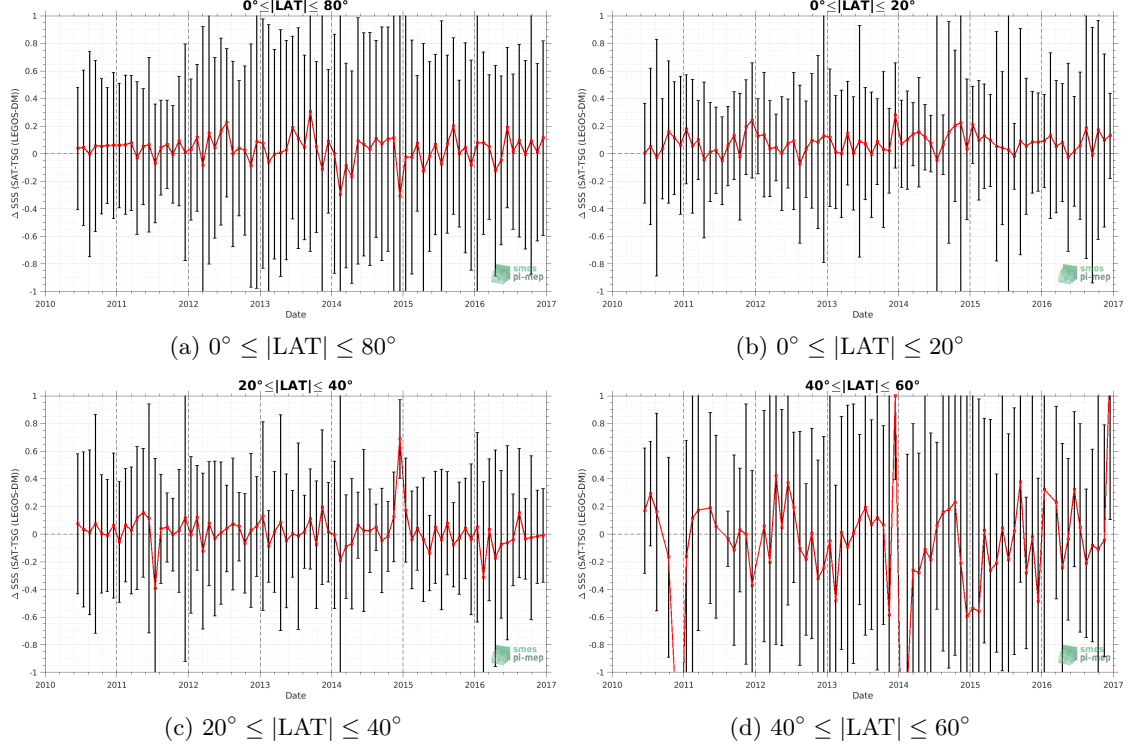 0°≤|LAT|≤ 80°
1
0.8
0.6
0.4
0.2
0
-0.2
-0.4
-0.6
-0.8
-1
Δ SSS (SAT-TSG (LEGOS-DM))
2010 2011 2012 2013 2014 2015 2016 2017
Date
smos
pi-mep
(a) 0° ≤ |LAT| ≤ 80°
0°≤|LAT|≤ 20°
1
0.8
0.6
0.4
0.2
0
-0.2
-0.4
-0.6
-0.8
-1
Δ SSS (SAT-TSG (LEGOS-DM))
2010 2011 2012 2013 2014 2015 2016 2017
Date
smos
pi-mep
(b) 0° ≤ |LAT| ≤ 20°
20°≤|LAT|≤ 40°
1
0.8
0.6
0.4
0.2
0
-0.2
-0.4
-0.6
-0.8
-1
Δ SSS (SAT-TSG (LEGOS-DM))
2010 2011 2012 2013 2014 2015 2016 2017
Date
smos
pi-mep
(c) 20° ≤ |LAT| ≤ 40°
40°≤|LAT|≤ 60°
1
0.8
0.6
0.4
0.2
0
-0.2
-0.4
-0.6
-0.8
-1
Δ SSS (SAT-TSG (LEGOS-DM))
2010 2011 2012 2013 2014 2015 2016 2017
Date
smos
pi-mep
(d) 40° ≤ |LAT| ≤ 60°